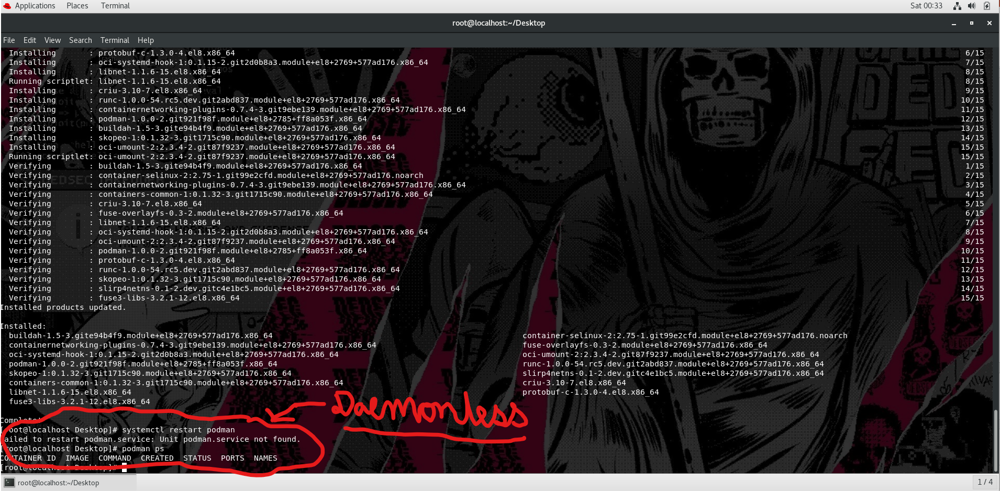 Applications Places Terminal Sat 00:33
root@localhost:~/Desktop
File Edit View Search Terminal Help
Installing : protobuf-c-1.3.0-4.el8.x86_64 6/15
Installing : oci-systemd-hook-1:0.1.15-2.git2d0b8a3.module+el8+2769+577ad176.x86_64 7/15
Installing : libnet-1.1.6-15.el8.x86_64 8/15
Running scriptlet: libnet-1.1.6-15.el8.x86_64 8/15
Installing : criu-3.10-7.el8.x86_64 9/15
Installing : runc-1.0.0-54.rc5.dev.git2abd837.module+el8+2769+577ad176.x86_64 10/15
Installing : containernetworking-plugins-0.7.4-3.git9ebe139.module+el8+2769+577ad176.x86_64 11/15
Installing : podman-1.0.0-2.git921f98f.module+el8+2785+ff8a053f.x86_64 12/15
Installing : buildah-1.5-3.gite94b4f9.module+el8+2769+577ad176.x86_64 13/15
Installing : skopeo-1:0.1.32-3.git1715c90.module+el8+2769+577ad176.x86_64 14/15
Installing : oci-umount-2:2.3.4-2.git87f9237.module+el8+2769+577ad176.x86_64 15/15
Running scriptlet: oci-umount-2:2.3.4-2.git87f9237.module+el8+2769+577ad176.x86_64 15/15
Verifying : buildah-1.5-3.gite94b4f9.module+el8+2769+577ad176.x86_64 1/15
Verifying : container-selinux-2:2.75-1.git99e2cfd.module+el8+2769+577ad176.noarch 2/15
Verifying : containernetworking-plugins-0.7.4-3.git9ebe139.module+el8+2769+577ad176.x86_64 3/15
Verifying : containers-common-1:0.1.32-3.git1715c90.module+el8+2769+577ad176.x86_64 4/15
Verifying : criu-3.10-7.el8.x86_64 5/15
Verifying : fuse-overlayfs-0.3-2.module+el8+2769+577ad176.x86_64 6/15
Verifying : libnet-1.1.6-15.el8.x86_64 7/15
Verifying : oci-systemd-hook-1:0.1.15-2.git2d0b8a3.module+el8+2769+577ad176.x86_64 8/15
Verifying : oci-umount-2:2.3.4-2.git87f9237.module+el8+2769+577ad176.x86_64 9/15
Verifying : podman-1.0.0-2.git921f98f.module+el8+2785+ff8a053f.x86_64 10/15
Verifying : protobuf-c-1.3.0-4.el8.x86_64 11/15
Verifying : runc-1.0.0-54.rc5.dev.git2abd837.module+el8+2769+577ad176.x86_64 12/15
Verifying : skopeo-1:0.1.32-3.git1715c90.module+el8+2769+577ad176.x86_64 13/15
Verifying : slirp4netns-0.1-2.dev.gitc4e1bc5.module+el8+2769+577ad176.x86_64 14/15
Verifying : fuse3-libs-3.2.1-12.el8.x86_64 15/15
Installed products updated.
Installed:
buildah-1.5-3.gite94b4f9.module+el8+2769+577ad176.x86_64 container-selinux-2:2.75-1.git99e2cfd.module+el8+2769+577ad176.noarch
containernetworking-plugins-0.7.4-3.git9ebe139.module+el8+2769+577ad176.x86_64 fuse-overlayfs-0.3-2.module+el8+2769+577ad176.x86_64
oci-systemd-hook-1:0.1.15-2.git2d0b8a3.module+el8+2769+577ad176.x86_64 oci-umount-2:2.3.4-2.git87f9237.module+el8+2769+577ad176.x86_64
podman-1.0.0-2.git921f98f.module+el8+2785+ff8a053f.x86_64 runc-1.0.0-54.rc5.dev.git2abd837.module+el8+2769+577ad176.x86_64
skopeo-1:0.1.32-3.git1715c90.module+el8+2769+577ad176.x86_64 slirp4netns-0.1-2.dev.gitc4e1bc5.module+el8+2769+577ad176.x86_64
containers-common-1:0.1.32-3.git1715c90.module+el8+2769+577ad176.x86_64 criu-3.10-7.el8.x86_64
libnet-1.1.6-15.el8.x86_64 protobuf-c-1.3.0-4.el8.x86_64
fuse3-libs-3.2.1-12.el8.x86_64
Daemonless
Complete!
[root@localhost Desktop]# systemctl restart podman
Failed to restart podman.service: Unit podman.service not found.
[root@localhost Desktop]# podman ps
CONTAINER ID IMAGE COMMAND CREATED STATUS PORTS NAMES
[root@localhost Desktop]#
root@localhost:~/Desktop 1 / 4